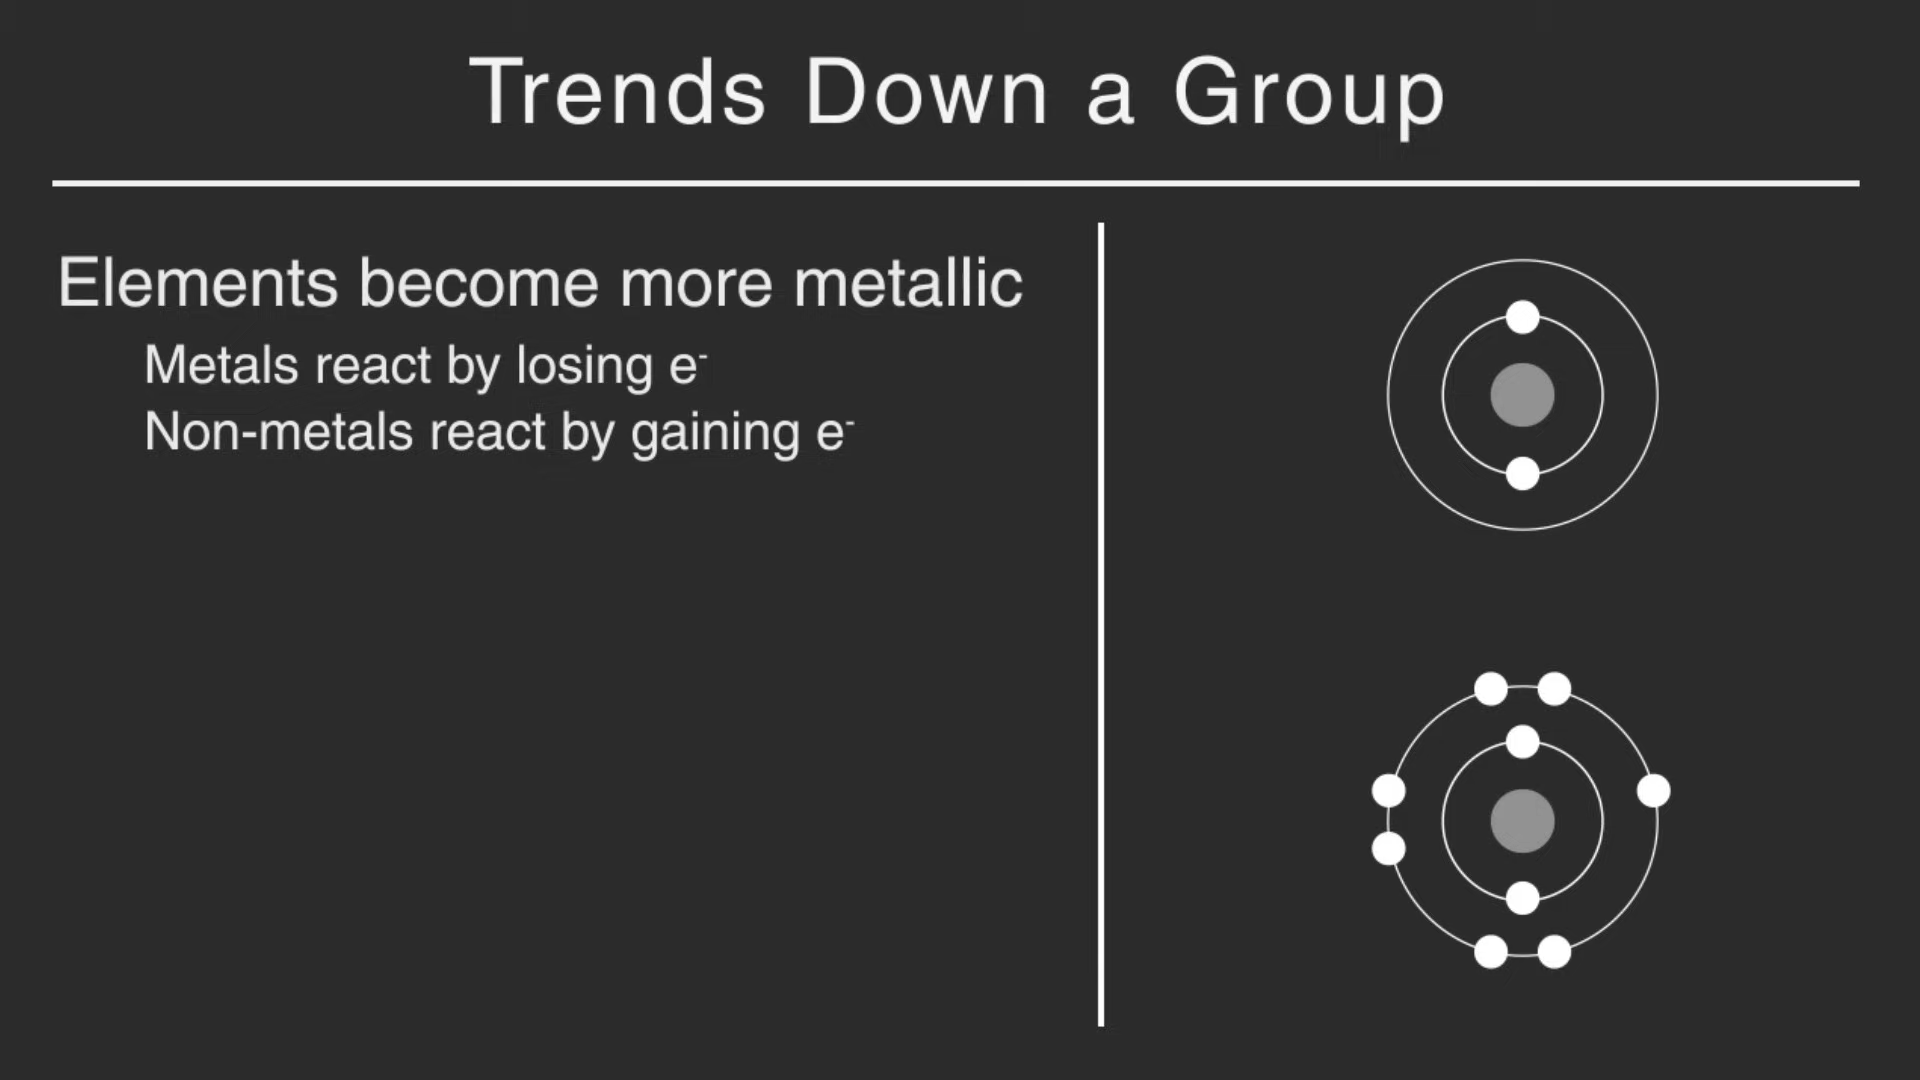 Trends Down a Group
Elements become more metallic
Metals react by losing e⁻
Non-metals react by gaining e⁻